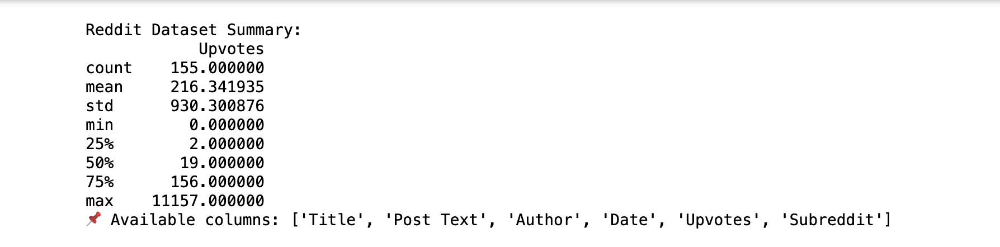 Reddit Dataset Summary:
Upvotes
count 155.000000
mean 216.341935
std 930.300876
min 0.000000
25% 2.000000
50% 19.000000
75% 156.000000
max 11157.000000
📌 Available columns: ['Title', 'Post Text', 'Author', 'Date', 'Upvotes', 'Subreddit']